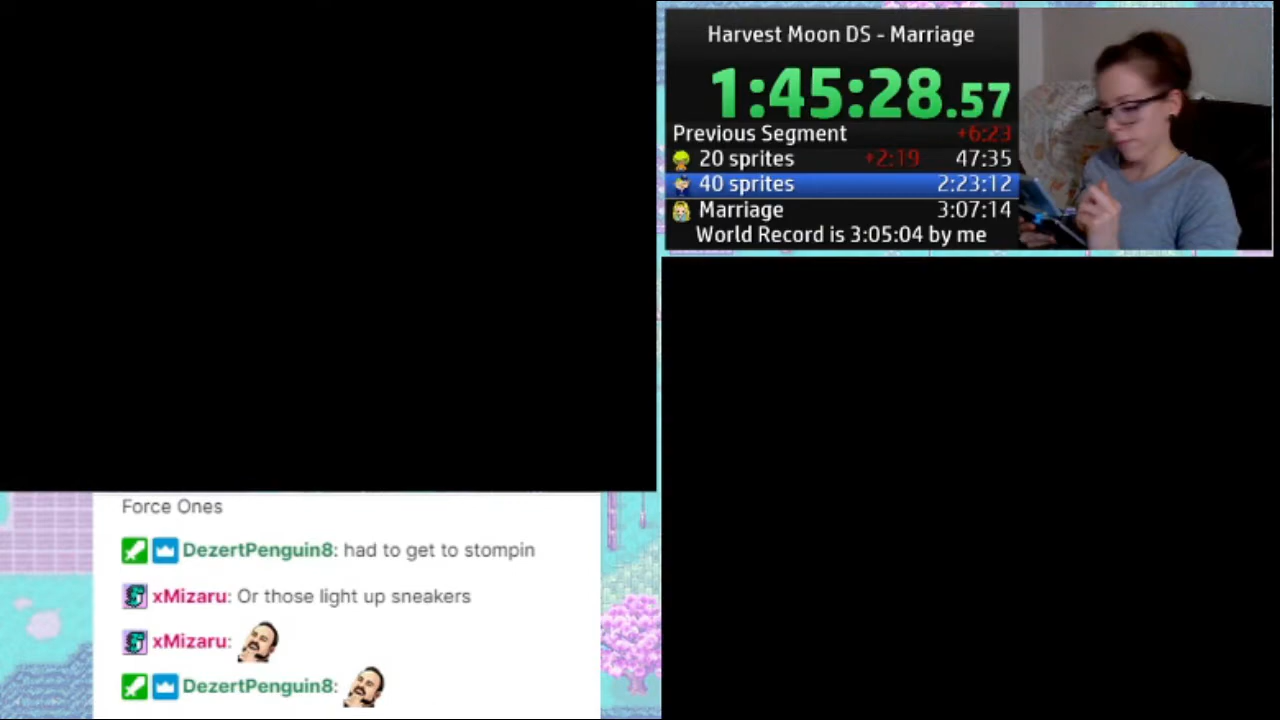 Harvest Moon DS - Marriage
1:45:28.57
Previous Segment +6:23
20 sprites +2:19 47:35
40 sprites 2:23:12
Marriage 3:07:14
World Record is 3:05:04 by me
Force Ones
DezertPenguin8: had to get to stompin
xMizaru: Or those light up sneakers
xMizaru:
DezertPenguin8: